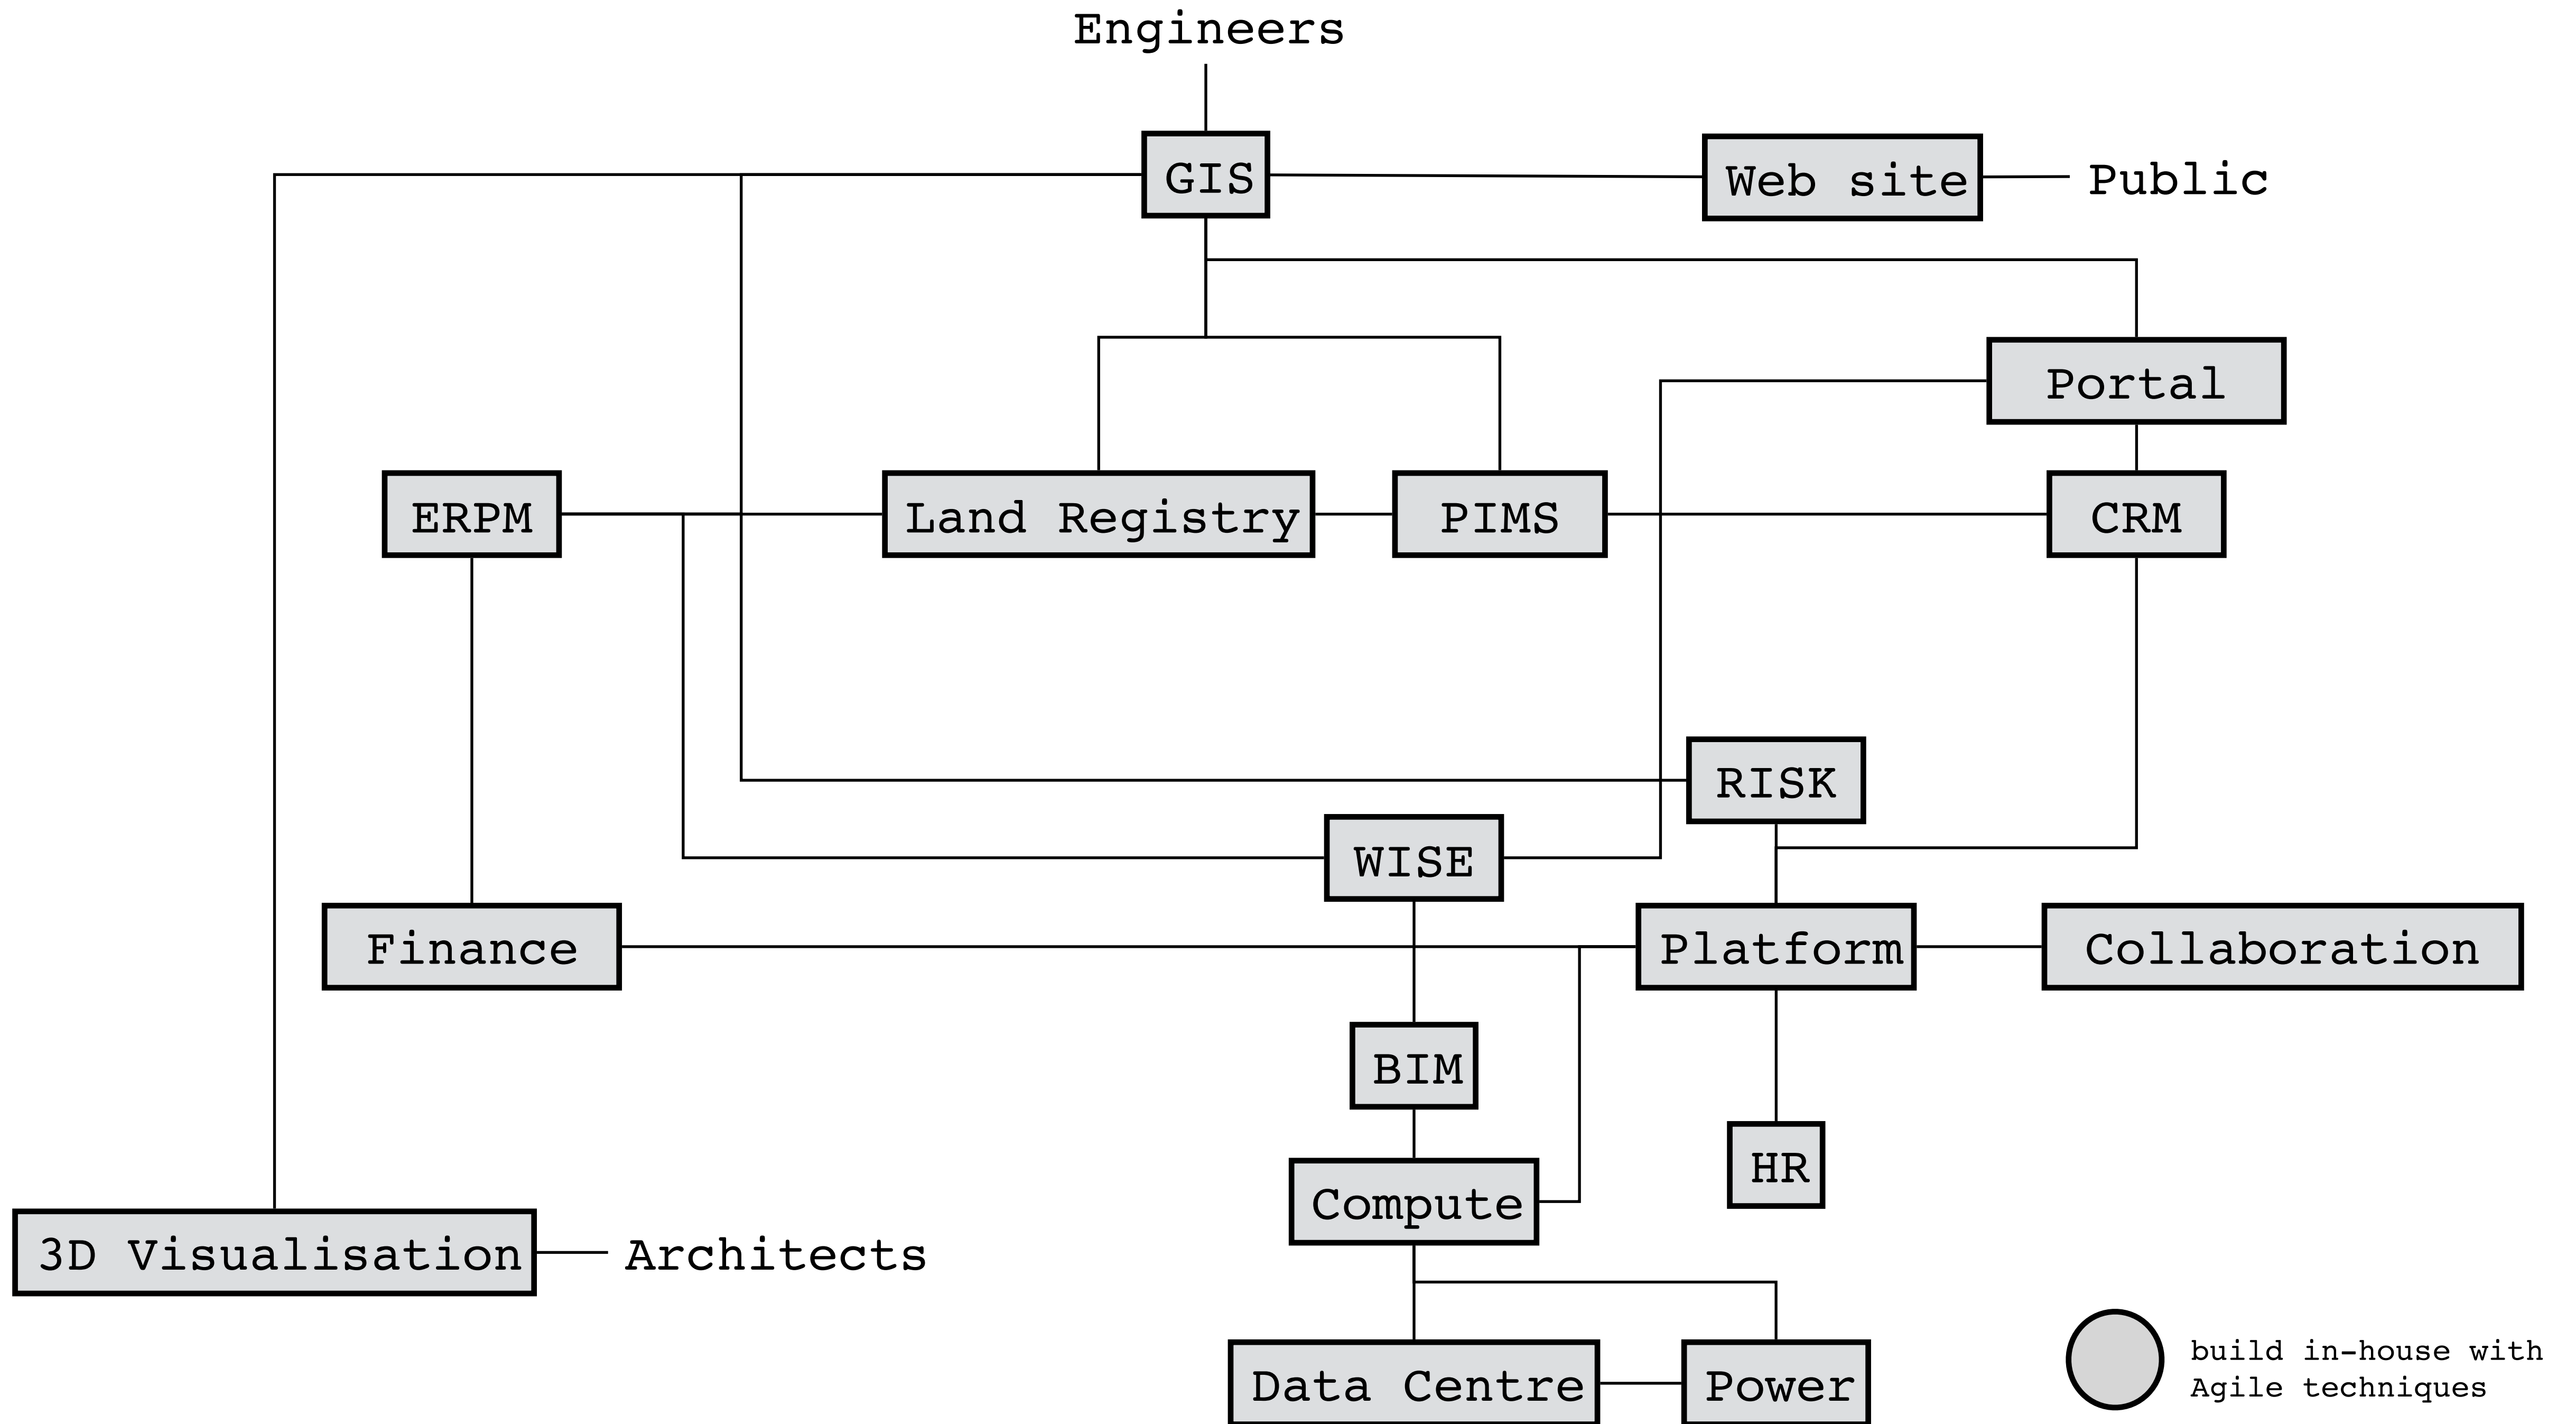 Engineers
GIS
Web site
Public
Portal
ERPM
Land Registry
PIMS
CRM
RISK
WISE
Finance
Platform
Collaboration
BIM
HR
Compute
3D Visualisation
Architects
Data Centre
Power
build in-house with
Agile techniques